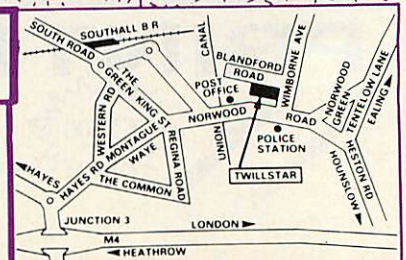 SOUTHALL B R
SOUTH ROAD
CANAL
BLANDFORD
ROAD
WIMBORNE AVE
THE
GREEN
KING ST
POST
OFFICE
NORWOOD
ROAD
NORWOOD
GREEN
TENTELOW LANE
EALING
WESTERN RD
MONTAGUE
WAYE
REGINA ROAD
UNION
POLICE
STATION
HESTON RD
HOUNSLOW
TWILLSTAR
HAYES
HAYES RD
THE COMMON
JUNCTION 3
LONDON
M4
HEATHROW